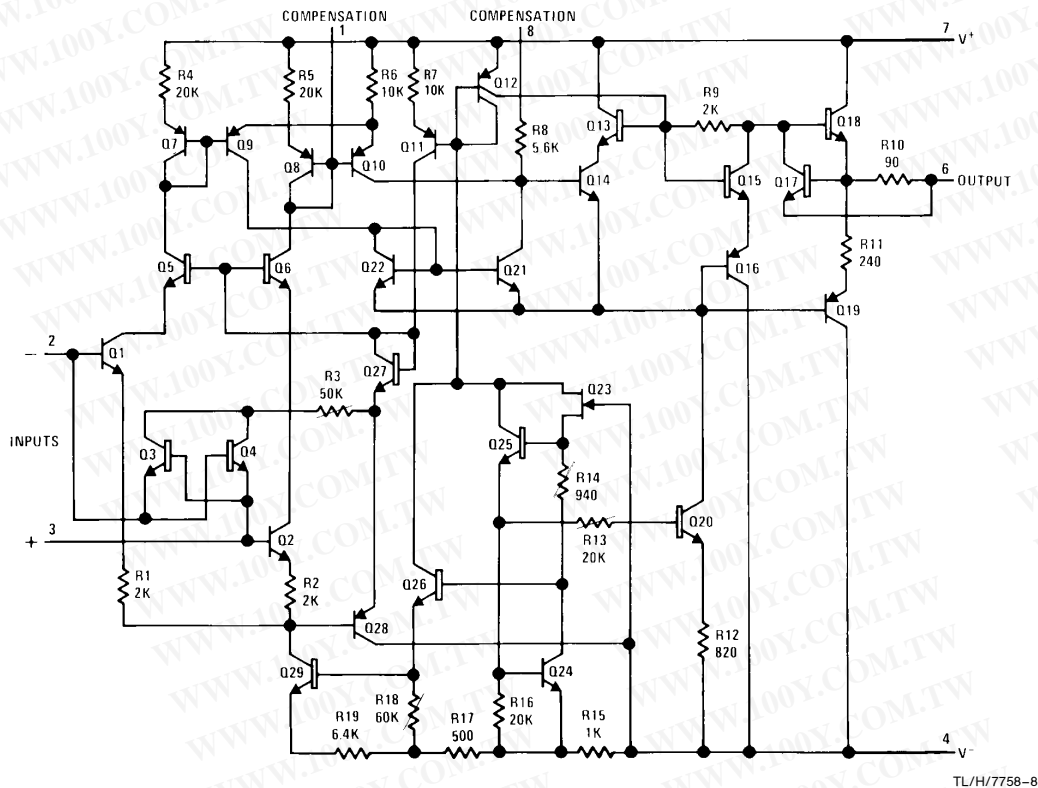 COMPENSATION
1
COMPENSATION
8
7
V+
R4
20K
R5
20K
R6
10K
R7
10K
Q12
R9
2K
Q18
Q13
R8
5.6K
R10
90
6
OUTPUT
Q7
Q9
Q8
Q10
Q11
Q14
Q15
Q17
R11
240
Q5
Q6
Q22
Q21
Q16
Q19
2
−
Q1
Q27
R3
50K
Q23
INPUTS
Q3
Q4
Q25
R14
940
3
+
Q2
R13
20K
Q20
R1
2K
R2
2K
Q26
Q28
R12
820
Q29
Q24
R18
60K
R16
20K
R19
6.4K
R17
500
R15
1K
4
V−
TL/H/7758–8
WWW.100Y.COM.TW